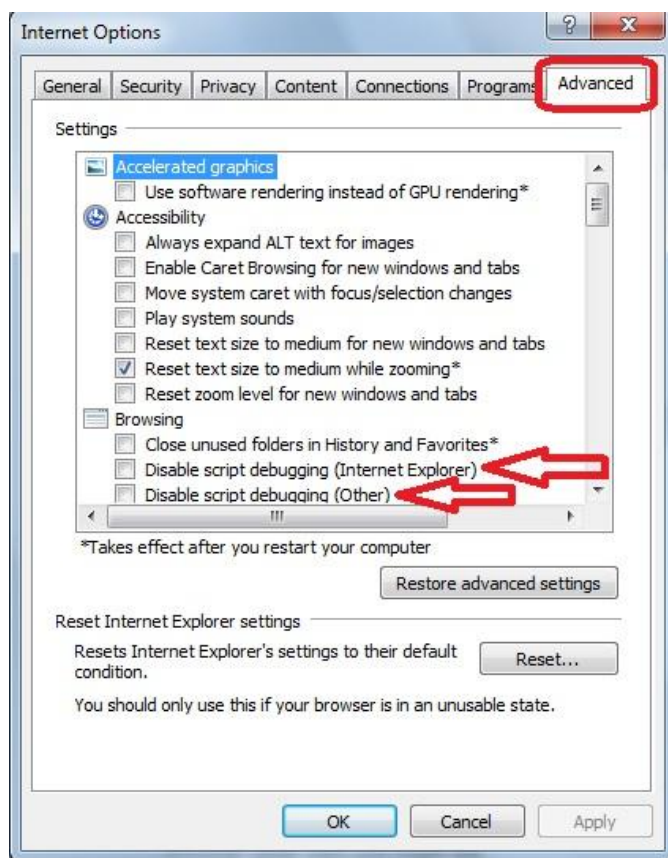 Internet Options
General Security Privacy Content Connections Programs Advanced
Settings
Accelerated graphics
Use software rendering instead of GPU rendering*
Accessibility
Always expand ALT text for images
Enable Caret Browsing for new windows and tabs
Move system caret with focus/selection changes
Play system sounds
Reset text size to medium for new windows and tabs
Reset text size to medium while zooming*
Reset zoom level for new windows and tabs
Browsing
Close unused folders in History and Favorites*
Disable script debugging (Internet Explorer)
Disable script debugging (Other)
*Takes effect after you restart your computer
Restore advanced settings
Reset Internet Explorer settings
Resets Internet Explorer's settings to their default
condition.
Reset...
You should only use this if your browser is in an unusable state.
OK Cancel Apply